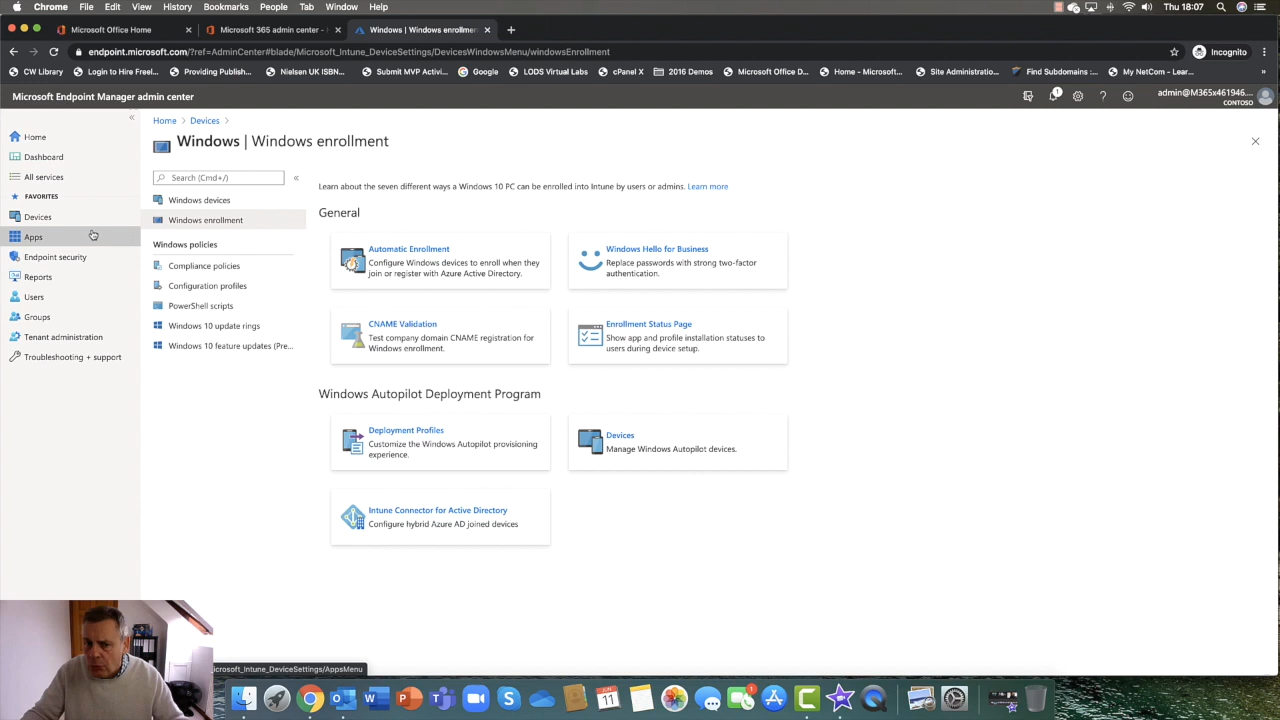 Chrome File Edit View History Bookmarks People Tab Window Help
Thu 18:07
Microsoft Office Home
Microsoft 365 admin center -
Windows | Windows enrollmen
endpoint.microsoft.com/?ref=AdminCenter#blade/Microsoft_Intune_DeviceSettings/DevicesWindowsMenu/windowsEnrollment
Incognito
CW Login
Login to Hire Freel...
Providing Publish...
Nielsen UK ISBN...
Submit MVP Activi...
Google
LODS Virtual Labs
cPanel X
2016 Demos
Microsoft Office D...
Home - Microsoft...
Site Administratio...
Find Subdomains :...
My NetCom - Lear...
»
Microsoft Endpoint Manager admin center
1
admin@M365x461946...
CONTOSO
«
Home > Devices >
Windows | Windows enrollment
Home
Dashboard
All services
FAVORITES
Devices
Apps
Endpoint security
Reports
Users
Groups
Tenant administration
Troubleshooting + support
Search (Cmd+/)
«
Windows devices
Windows enrollment
Windows policies
Compliance policies
Configuration profiles
PowerShell scripts
Windows 10 update rings
Windows 10 feature updates (Pre...
Learn about the seven different ways a Windows 10 PC can be enrolled into Intune by users or admins. Learn more
General
Automatic Enrollment
Configure Windows devices to enroll when they
join or register with Azure Active Directory.
Windows Hello for Business
Replace passwords with strong two-factor
authentication.
CNAME Validation
Test company domain CNAME registration for
Windows enrollment.
Enrollment Status Page
Show app and profile installation statuses to
users during device setup.
Windows Autopilot Deployment Program
Deployment Profiles
Customize the Windows Autopilot provisioning
experience.
Devices
Manage Windows Autopilot devices.
Intune Connector for Active Directory
Configure hybrid Azure AD joined devices
icrosoft_Intune_DeviceSettings/AppsMenu
JUN
11
1